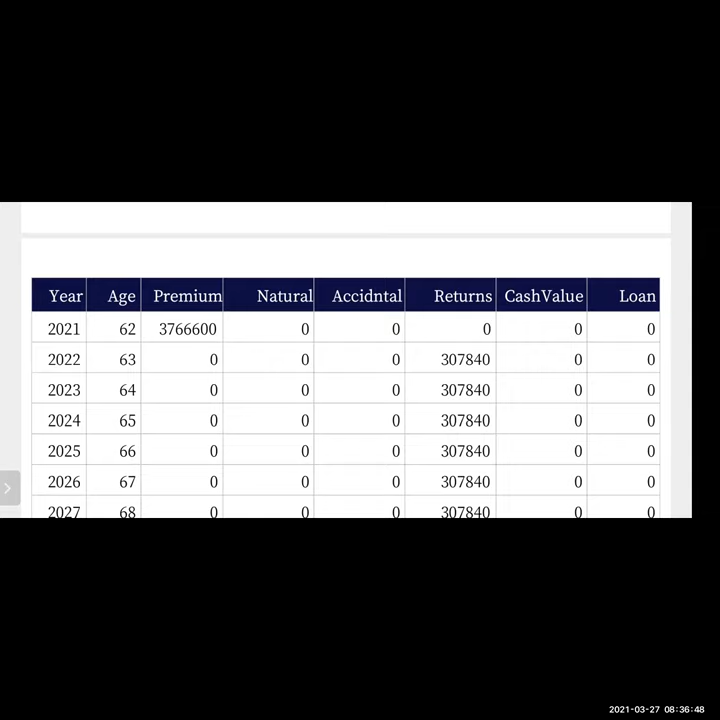 Year Age Premium Natural Accidntal Returns CashValue Loan
2021 62 3766600 0 0 0 0 0
2022 63 0 0 0 307840 0 0
2023 64 0 0 0 307840 0 0
2024 65 0 0 0 307840 0 0
2025 66 0 0 0 307840 0 0
2026 67 0 0 0 307840 0 0
2027 68 0 0 0 307840 0 0
2021-03-27 08:36:48